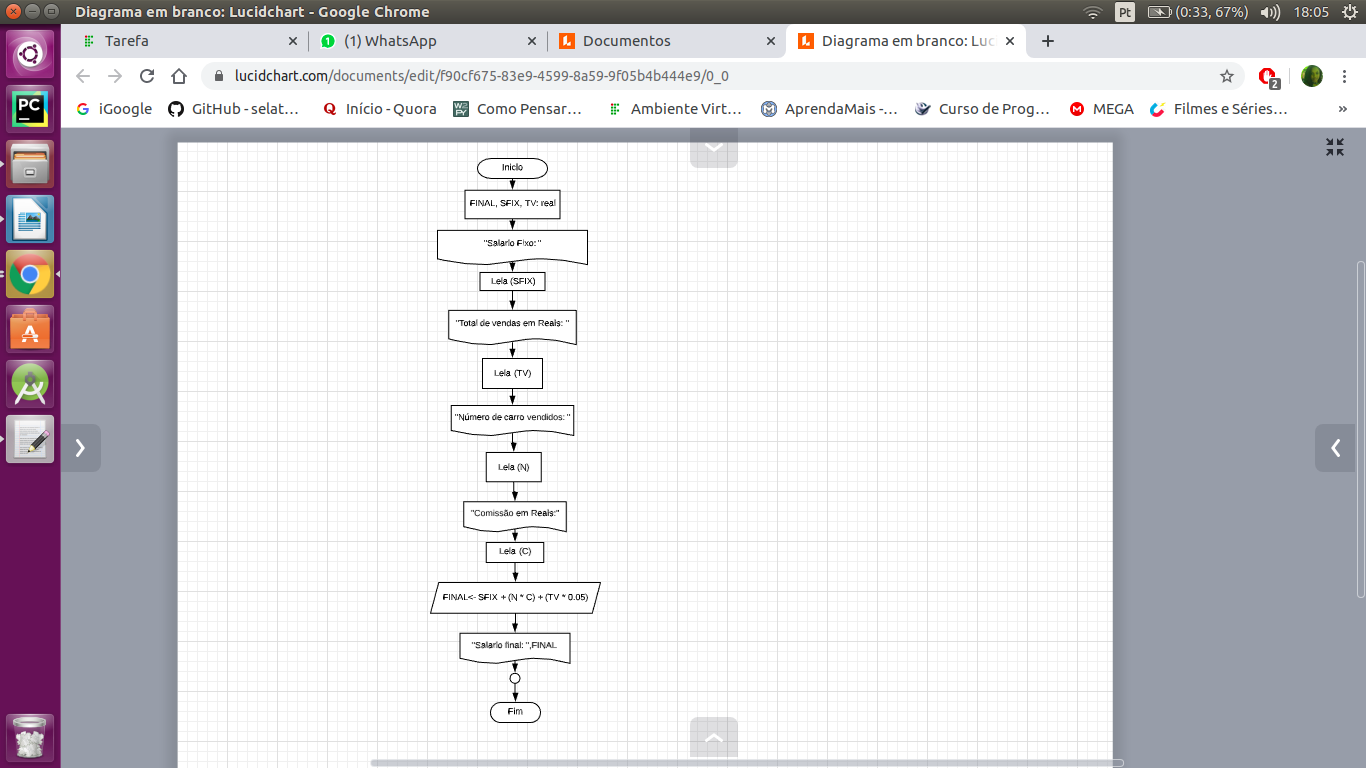 Diagrama em branco: Lucidchart - Google Chrome
Pt
(0:33, 67%)
18:05
Tarefa
(1) WhatsApp
Documentos
Diagrama em branco: Luc
lucidchart.com/documents/edit/f90cf675-83e9-4599-8a59-9f05b4b444e9/0_0
2
iGoogle
GitHub - selat…
Início - Quora
Como Pensar…
Ambiente Virt…
AprendaMais -…
Curso de Prog…
MEGA
Filmes e Séries…
»
PC
Inicio
FINAL, SFIX, TV: real
"Salario Fixo: "
Leia (SFIX)
"Total de vendas em Reais: "
Leia (TV)
"Número de carro vendidos: "
Leia (N)
"Comissão em Reais:"
Leia (C)
FINAL<- SFIX + (N * C) + (TV * 0.05)
"Salario final: ",FINAL
Fim